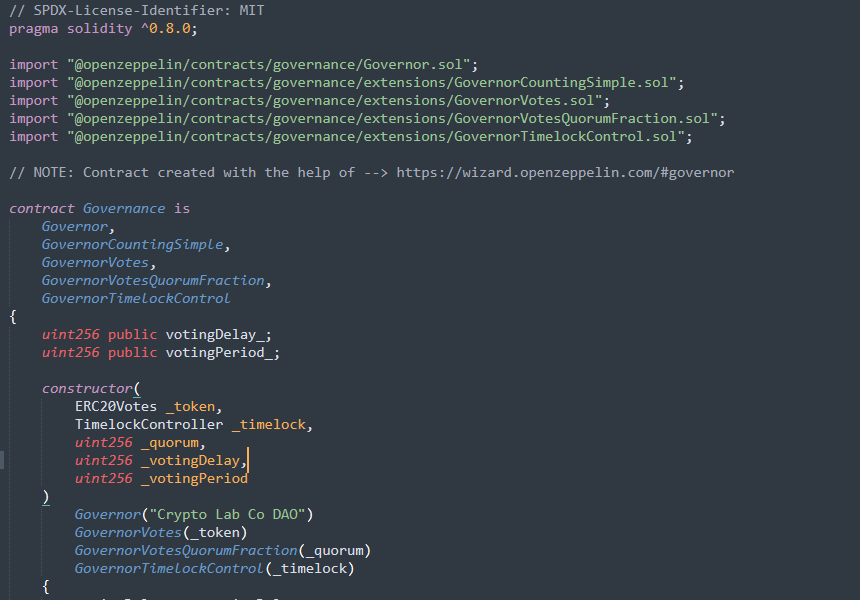 // SPDX-License-Identifier: MIT
pragma solidity ^0.8.0;
import "@openzeppelin/contracts/governance/Governor.sol";
import "@openzeppelin/contracts/governance/extensions/GovernorCountingSimple.sol";
import "@openzeppelin/contracts/governance/extensions/GovernorVotes.sol";
import "@openzeppelin/contracts/governance/extensions/GovernorVotesQuorumFraction.sol";
import "@openzeppelin/contracts/governance/extensions/GovernorTimelockControl.sol";
// NOTE: Contract created with the help of --> https://wizard.openzeppelin.com/#governor
contract Governance is
Governor,
GovernorCountingSimple,
GovernorVotes,
GovernorVotesQuorumFraction,
GovernorTimelockControl
{
uint256 public votingDelay_;
uint256 public votingPeriod_;
constructor(
ERC20Votes _token,
TimelockController _timelock,
uint256 _quorum,
uint256 _votingDelay,
uint256 _votingPeriod
)
Governor("Crypto Lab Co DAO")
GovernorVotes(_token)
GovernorVotesQuorumFraction(_quorum)
GovernorTimelockControl(_timelock)
{